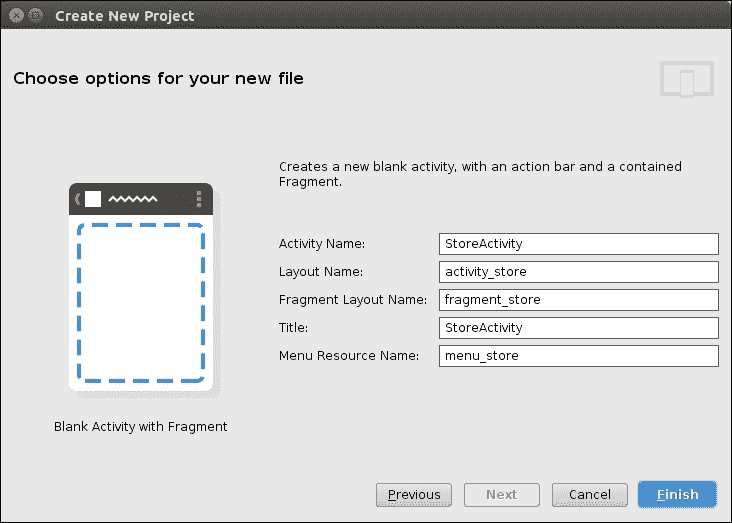 Create New Project
Choose options for your new file
Creates a new blank activity, with an action bar and a contained
Fragment.
Activity Name: StoreActivity
Layout Name: activity_store
Fragment Layout Name: fragment_store
Title: StoreActivity
Menu Resource Name: menu_store
Blank Activity with Fragment
Previous Next Cancel Finish